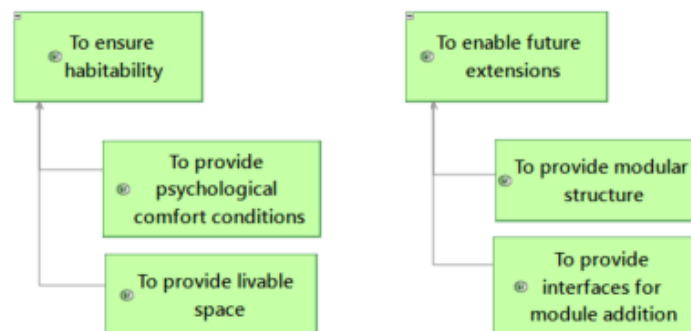 To ensure
habitability
To provide
psychological
comfort conditions
To provide livable
space
To enable future
extensions
To provide modular
structure
To provide
interfaces for
module addition